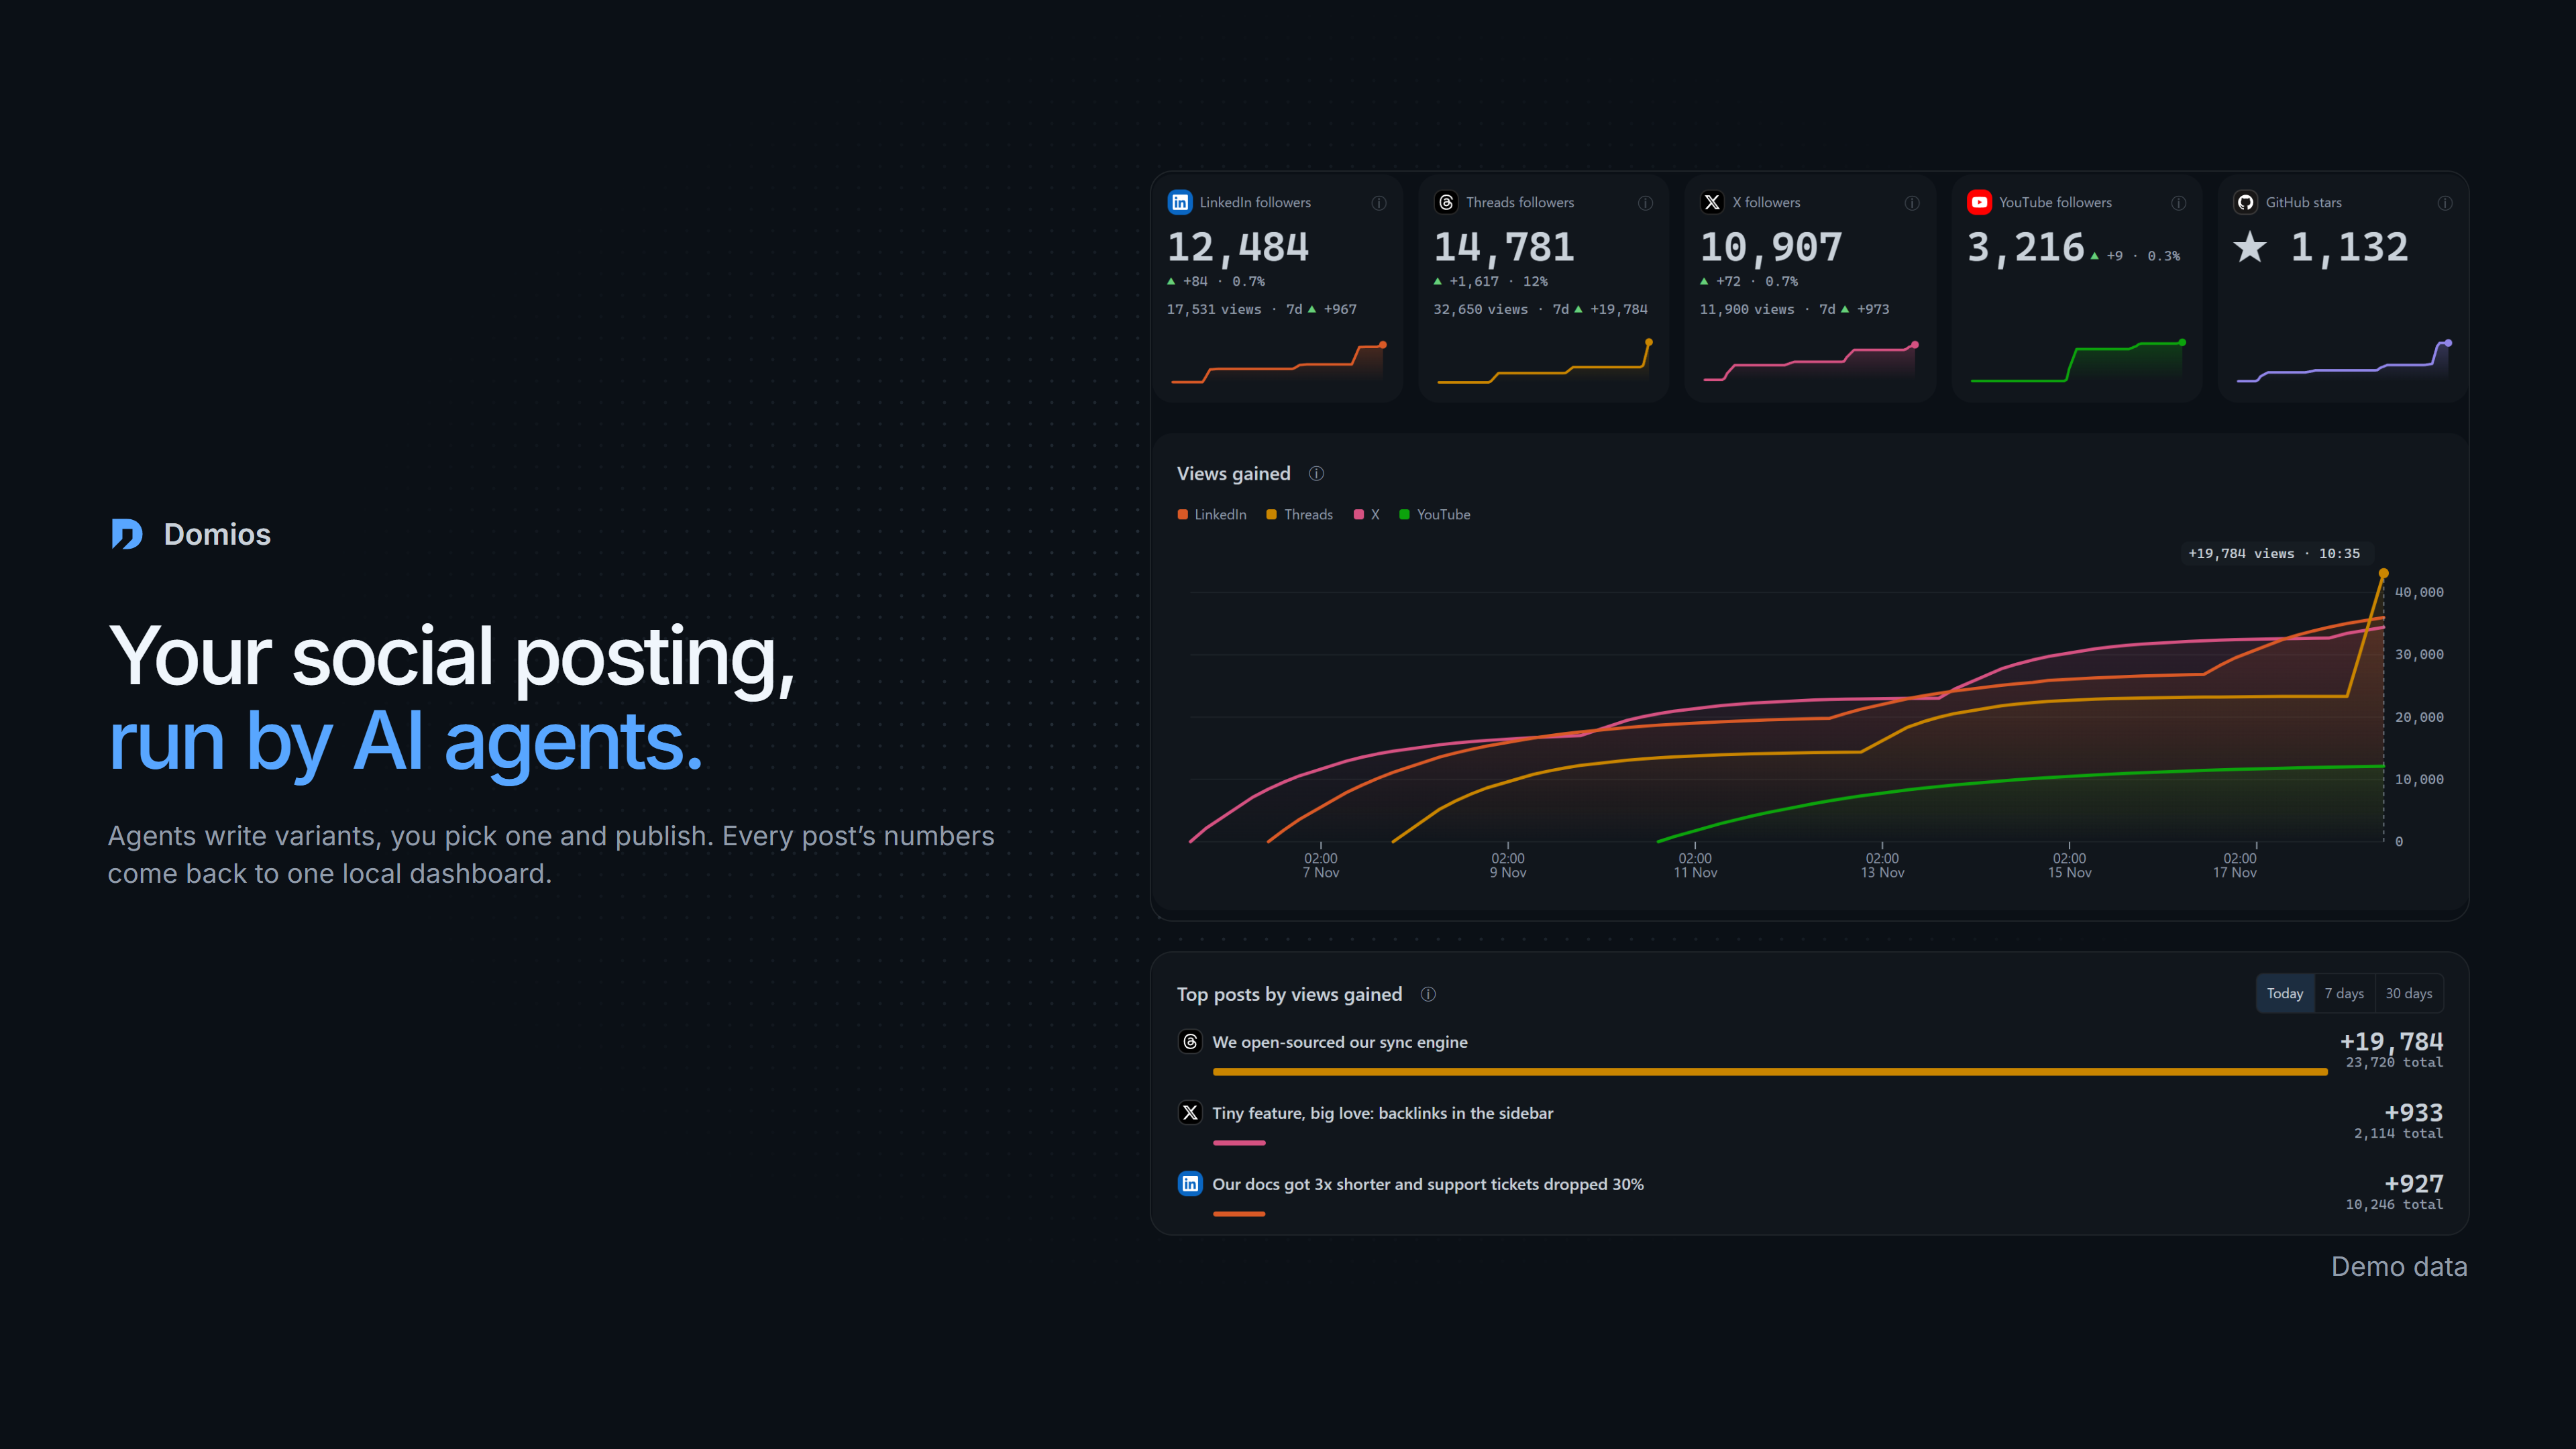 Domios
Your social posting,
run by AI agents.
Agents write variants, you pick one and publish. Every post’s numbers
come back to one local dashboard.
LinkedIn followers
12,484
▲ +84 · 0.7%
17,531 views · 7d ▲ +967
Threads followers
14,781
▲ +1,617 · 12%
32,650 views · 7d ▲ +19,784
X followers
10,907
▲ +72 · 0.7%
11,900 views · 7d ▲ +973
YouTube followers
3,216 ▲ +9 · 0.3%
GitHub stars
★ 1,132
Views gained
LinkedIn Threads X YouTube
+19,784 views · 10:35
40,000
30,000
20,000
10,000
0
02:00 02:00 02:00 02:00 02:00 02:00
7 Nov 9 Nov 11 Nov 13 Nov 15 Nov 17 Nov
Top posts by views gained
Today 7 days 30 days
We open-sourced our sync engine
+19,784
23,720 total
Tiny feature, big love: backlinks in the sidebar
+933
2,114 total
Our docs got 3x shorter and support tickets dropped 30%
+927
10,246 total
Demo data